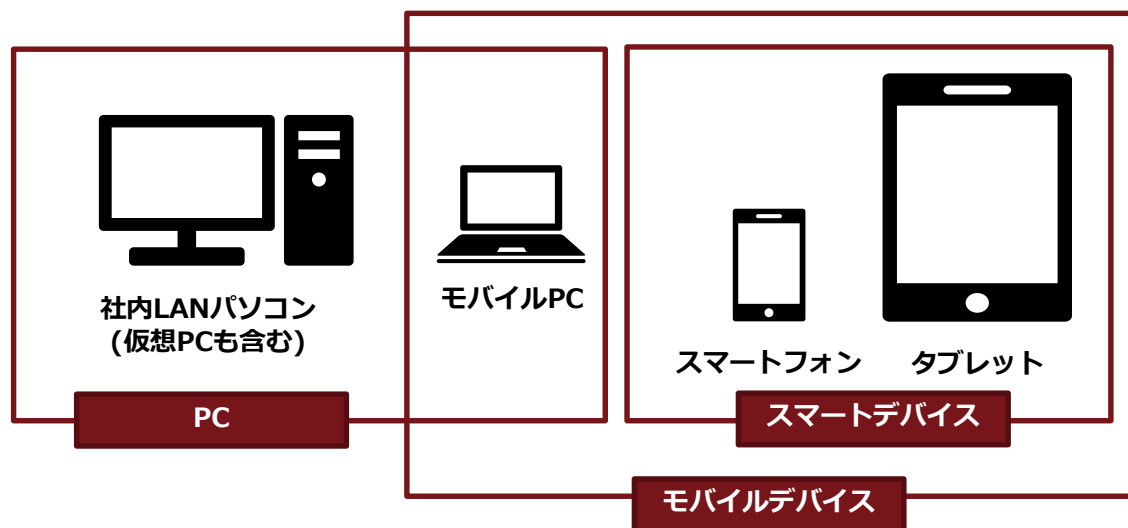 社内LANパソコン
(仮想PCも含む)
モバイルPC
スマートフォン
タブレット
PC
スマートデバイス
モバイルデバイス